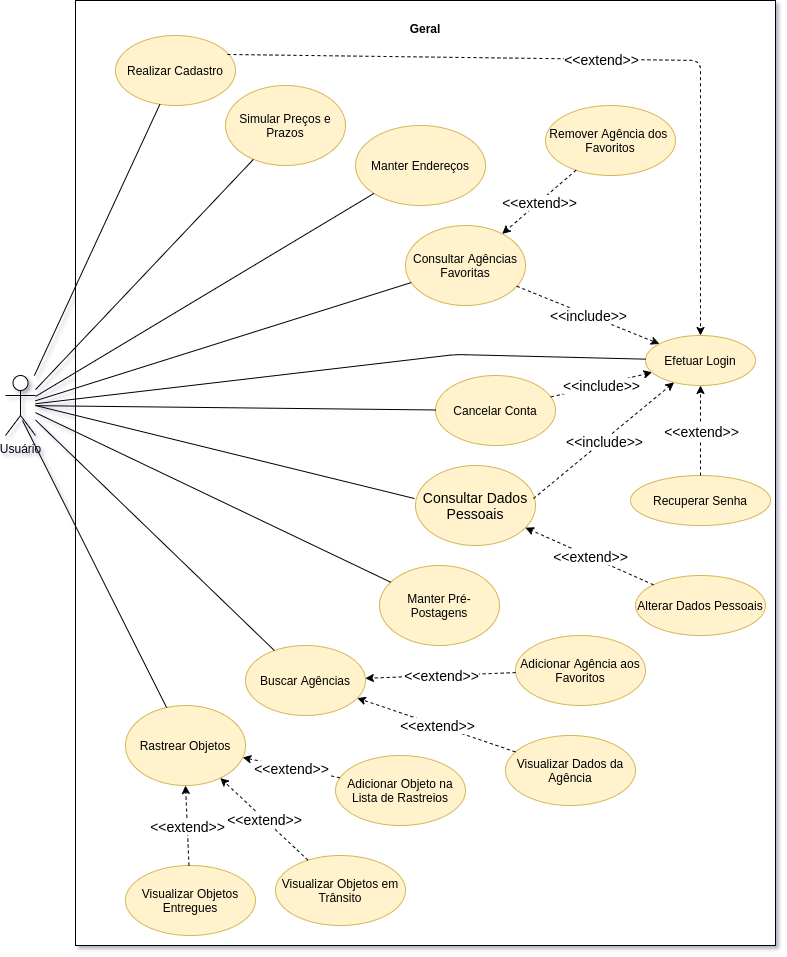 Geral
Realizar Cadastro
<<extend>>
Simular Preços e
Prazos
Manter Endereços
Remover Agência dos
Favoritos
<<extend>>
Consultar Agências
Favoritas
<<include>>
Efetuar Login
<<include>>
Cancelar Conta
Usuário
<<extend>>
<<include>>
Consultar Dados
Pessoais
Recuperar Senha
<<extend>>
Manter Pré-
Postagens
Alterar Dados Pessoais
Buscar Agências
<<extend>>
Adicionar Agência aos
Favoritos
<<extend>>
Rastrear Objetos
Visualizar Dados da
Agência
<<extend>>
Adicionar Objeto na
Lista de Rastreios
<<extend>>
<<extend>>
Visualizar Objetos
Entregues
Visualizar Objetos em
Trânsito